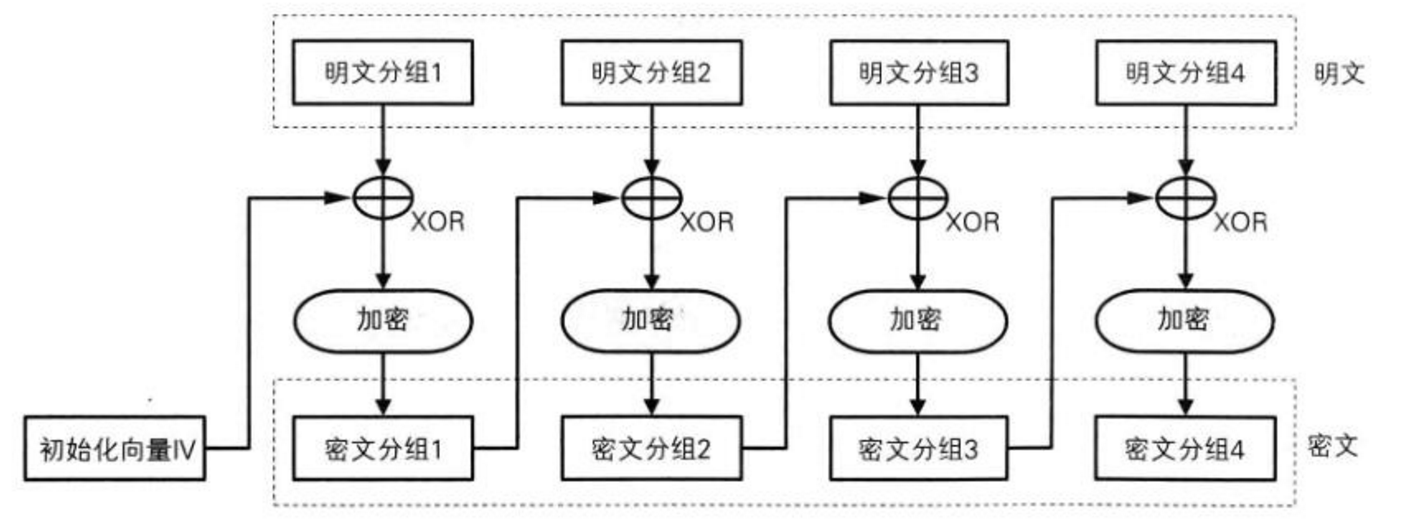 明文分组1
明文分组2
明文分组3
明文分组4
明文
XOR
XOR
XOR
XOR
加密
加密
加密
加密
初始化向量IV
密文分组1
密文分组2
密文分组3
密文分组4
密文